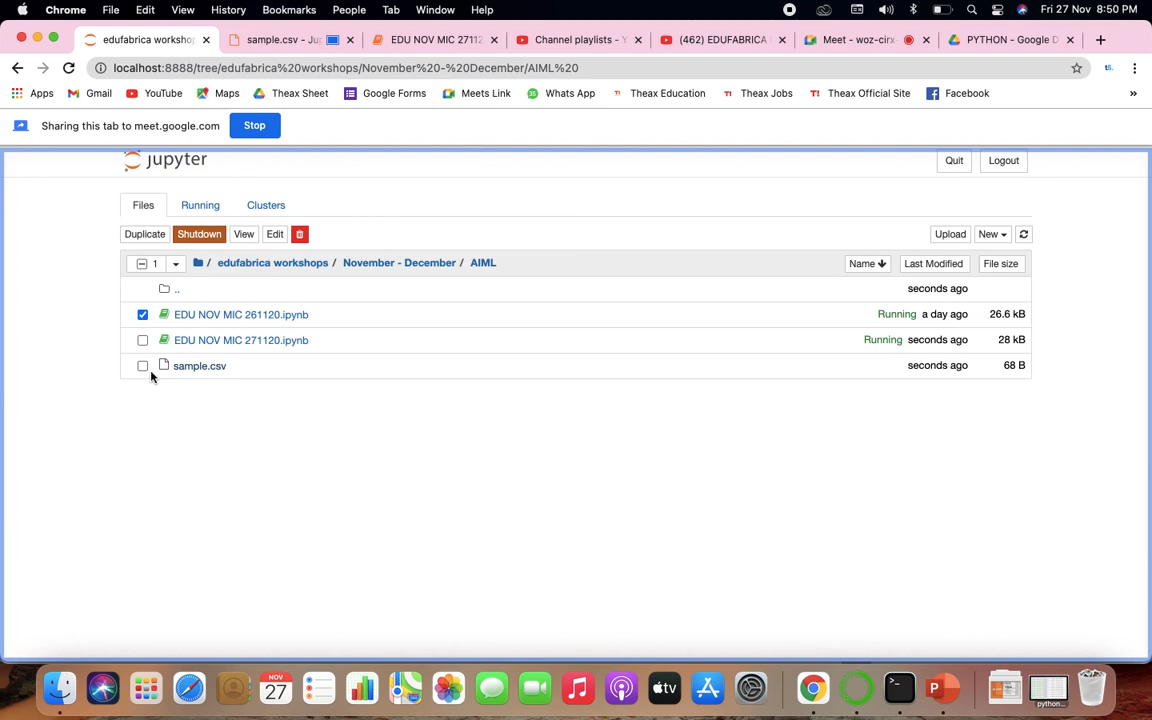 Chrome File Edit View History Bookmarks People Tab Window Help Fri 27 Nov 8:50 PM
edufabrica worksho sample.csv - Ju EDU NOV MIC 2711 Channel playlists - Y (462) EDUFABRICA Meet - woz-cirx PYTHON - Google D
localhost:8888/tree/edufabrica%20workshops/November%20-%20December/AIML%20
Apps Gmail YouTube Maps Theax Sheet Google Forms Meets Link Whats App Theax Education Theax Jobs Theax Official Site Facebook »
Sharing this tab to meet.google.com Stop
jupyter Quit Logout
Files Running Clusters
Duplicate Shutdown View Edit Upload New
1 / edufabrica workshops / November - December / AIML Name Last Modified File size
.. seconds ago
EDU NOV MIC 261120.ipynb Running a day ago 26.6 kB
EDU NOV MIC 271120.ipynb Running seconds ago 28 kB
sample.csv seconds ago 68 B
NOV
27
tv
python...